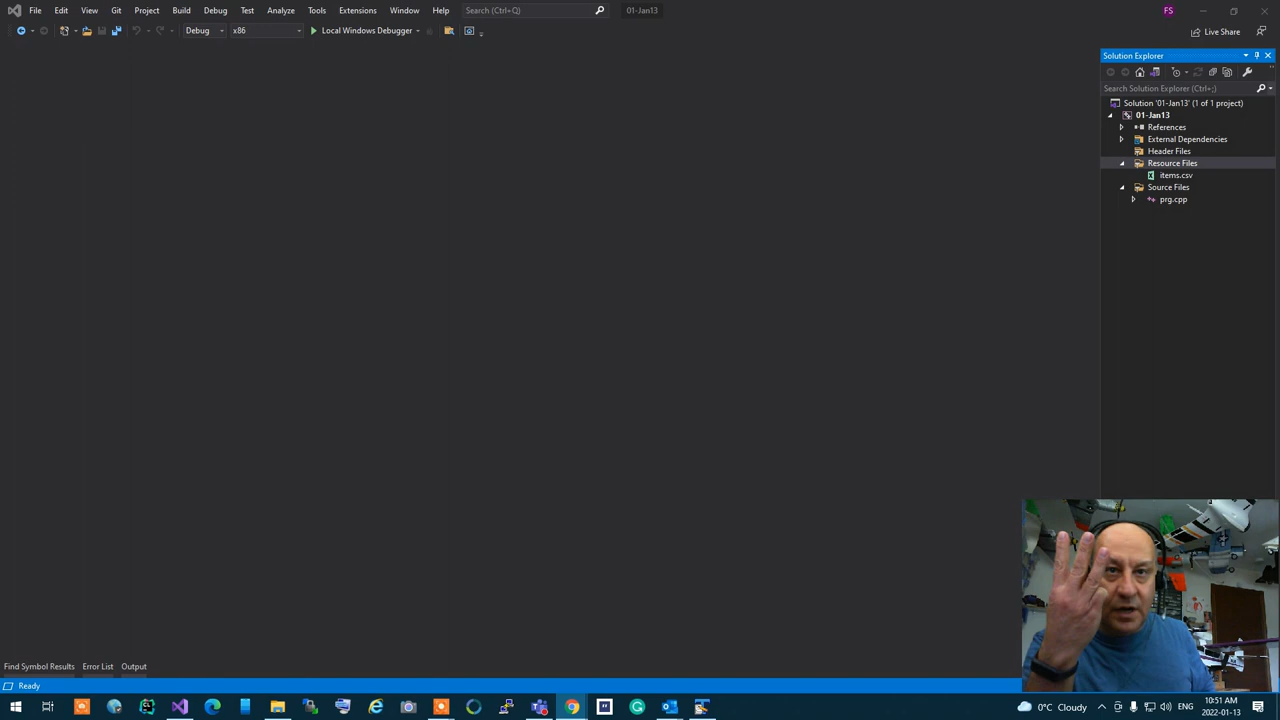 File Edit View Git Project Build Debug Test Analyze Tools Extensions Window Help Search (Ctrl+Q) 01-Jan13 FS
Debug x86 Local Windows Debugger Live Share
Solution Explorer
Search Solution Explorer (Ctrl+;)
Solution '01-Jan13' (1 of 1 project)
01-Jan13
References
External Dependencies
Header Files
Resource Files
items.csv
Source Files
prg.cpp
Find Symbol Results Error List Output
Ready
0°C Cloudy ENG 10:51 AM
2022-01-13